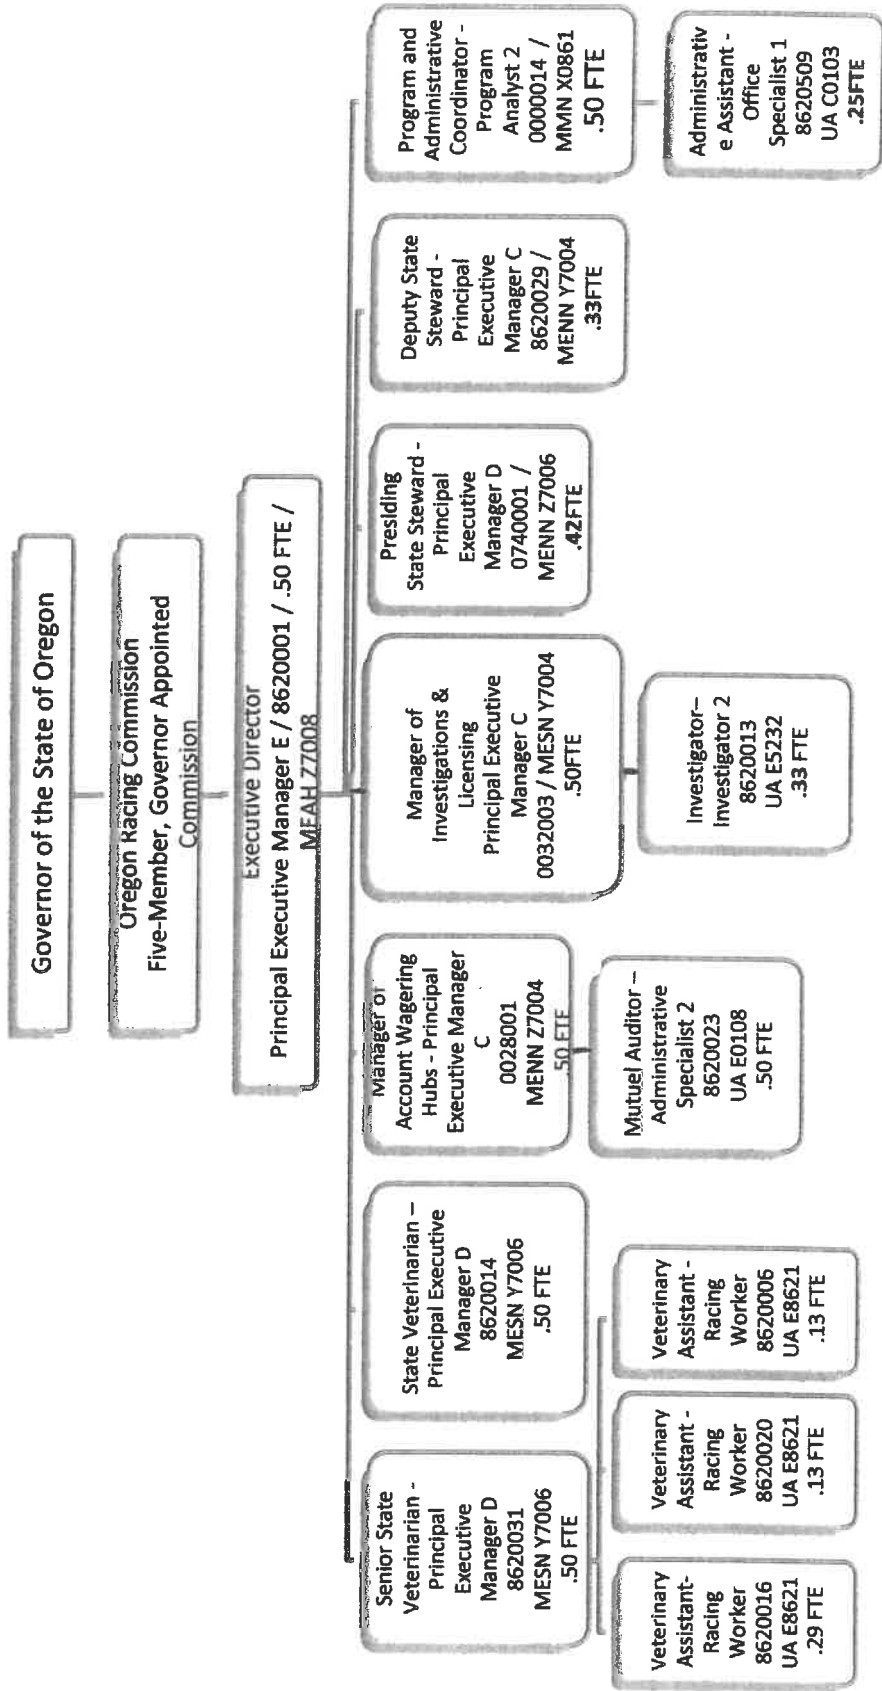 Governor of the State of Oregon
Oregon Racing Commission
Five-Member, Governor Appointed
Commission
Executive Director
Principal Executive Manager E / 8620001 / .50 FTE /
MEAH Z7008
Senior State
Veterinarian -
Principal
Executive
Manager D
8620031
MESN Y7006
.50 FTE
State Veterinarian –
Principal Executive
Manager D
8620014
MESN Y7006
.50 FTE
Manager of
Account Wagering
Hubs - Principal
Executive Manager
C
0028001
MENN Z7004
.50 FTE
Manager of
Investigations &
Licensing
Principal Executive
Manager C
0032003 / MESN Y7004
.50FTE
Presiding
State Steward -
Principal
Executive
Manager D
0740001 /
MENN Z7006
.42FTE
Deputy State
Steward -
Principal
Executive
Manager C
8620029 /
MENN Y7004
.33FTE
Program and
Administrative
Coordinator -
Program
Analyst 2
0000014 /
MMN X0861
.50 FTE
Veterinary
Assistant-
Racing
Worker
8620016
UA E8621
.29 FTE
Veterinary
Assistant -
Racing
Worker
8620020
UA E8621
.13 FTE
Veterinary
Assistant -
Racing
Worker
8620006
UA E8621
.13 FTE
Mutuel Auditor –
Administrative
Specialist 2
8620023
UA E0108
.50 FTE
Investigator–
Investigator 2
8620013
UA E5232
.33 FTE
Administrativ
e Assistant -
Office
Specialist 1
8620509
UA C0103
.25FTE